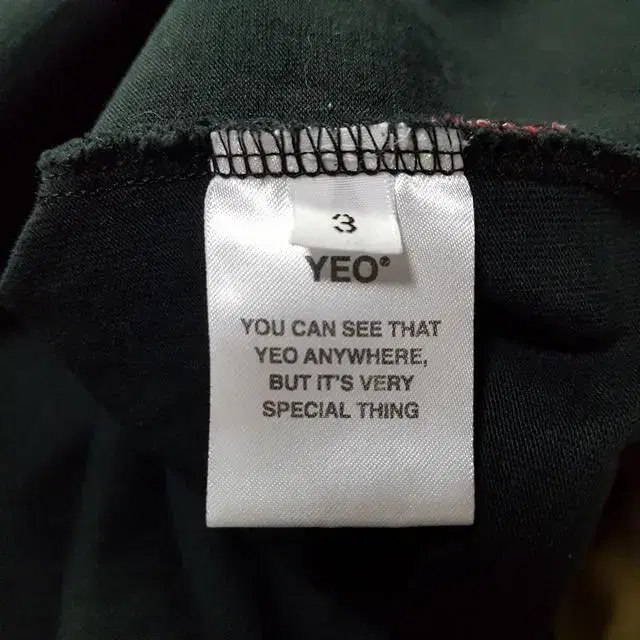 3
YEO®
YOU CAN SEE THAT
YEO ANYWHERE,
BUT IT'S VERY
SPECIAL THING